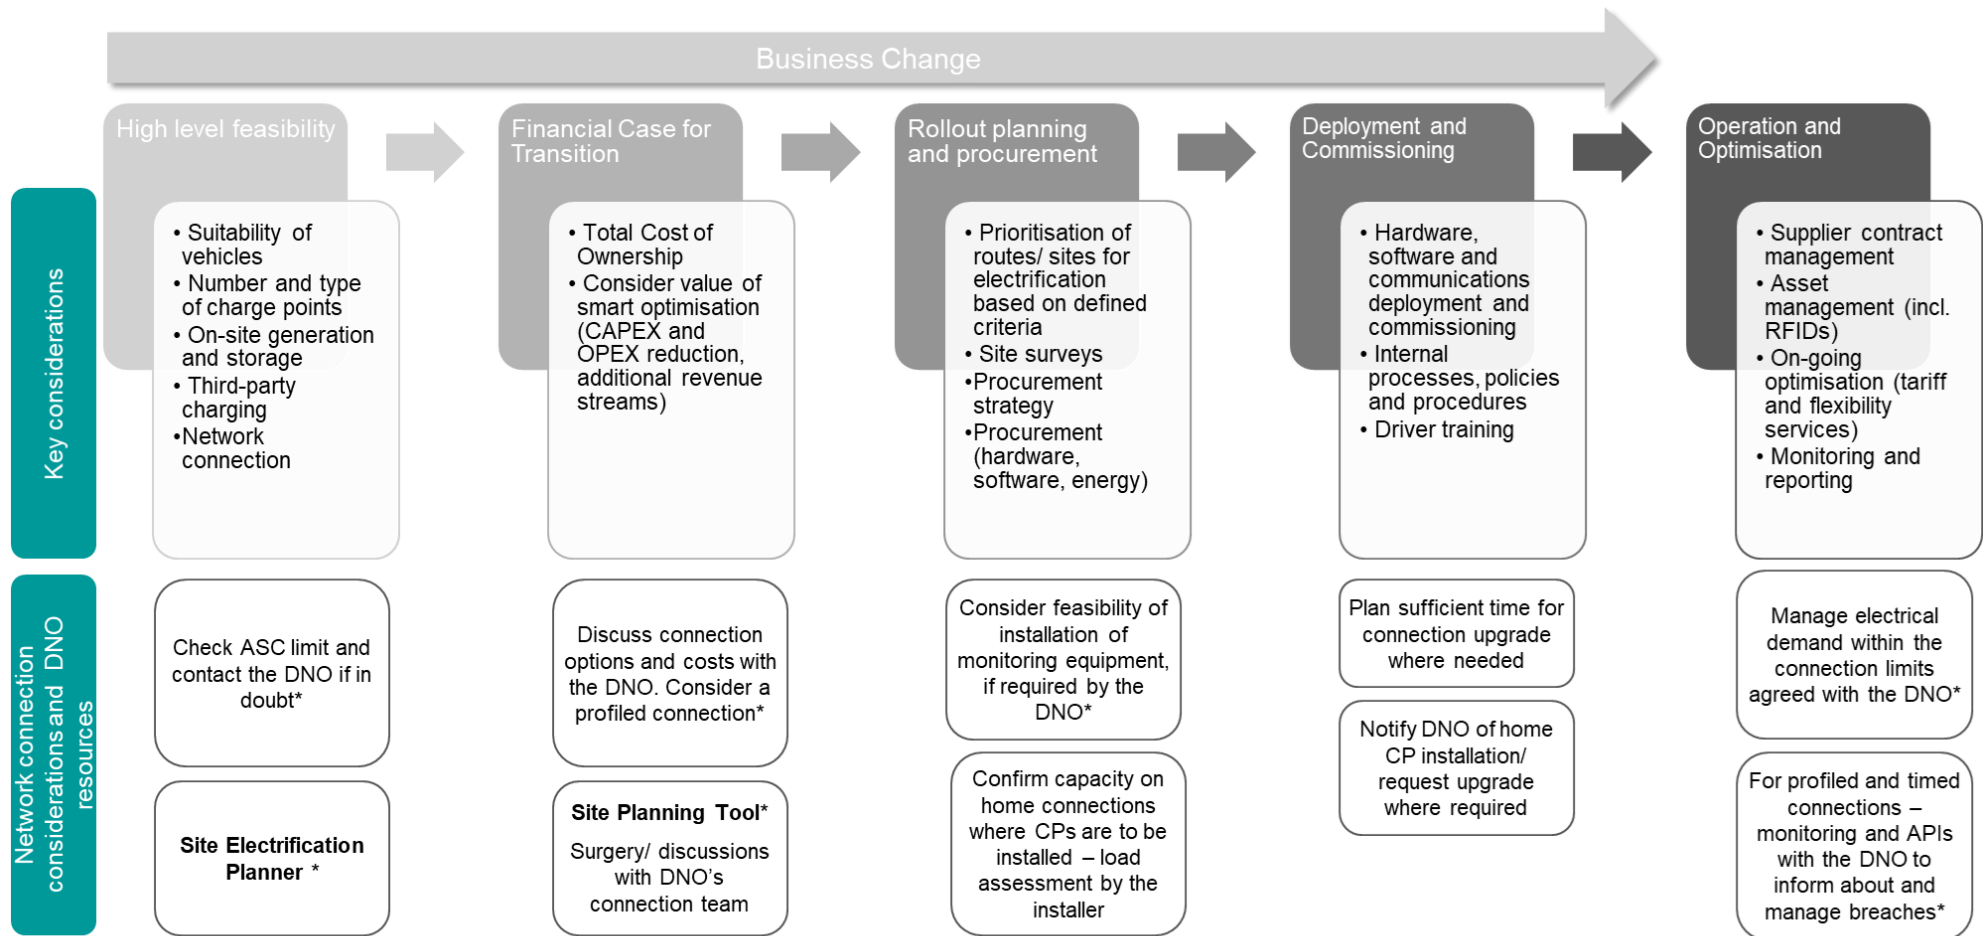 Business Change
High level feasibility
Financial Case for
Transition
Rollout planning
and procurement
Deployment and
Commissioning
Operation and
Optimisation
Key considerations
• Suitability of
vehicles
• Number and type
of charge points
• On-site generation
and storage
• Third-party
charging
•Network
connection
• Total Cost of
Ownership
• Consider value of
smart optimisation
(CAPEX and
OPEX reduction,
additional revenue
streams)
• Prioritisation of
routes/ sites for
electrification
based on defined
criteria
• Site surveys
•Procurement
strategy
•Procurement
(hardware,
software, energy)
• Hardware,
software and
communications
deployment and
commissioning
• Internal
processes, policies
and procedures
• Driver training
• Supplier contract
management
• Asset
management (incl.
RFIDs)
• On-going
optimisation (tariff
and flexibility
services)
• Monitoring and
reporting
Network connection
considerations and DNO
resources
Check ASC limit and
contact the DNO if in
doubt*
Site Electrification
Planner *
Discuss connection
options and costs with
the DNO. Consider a
profiled connection*
Site Planning Tool*
Surgery/ discussions
with DNO's
connection team
Consider feasibility of
installation of
monitoring equipment,
if required by the
DNO*
Confirm capacity on
home connections
where CPs are to be
installed – load
assessment by the
installer
Plan sufficient time for
connection upgrade
where needed
Notify DNO of home
CP installation/
request upgrade
where required
Manage electrical
demand within the
connection limits
agreed with the DNO*
For profiled and timed
connections –
monitoring and APIs
with the DNO to
inform about and
manage breaches*